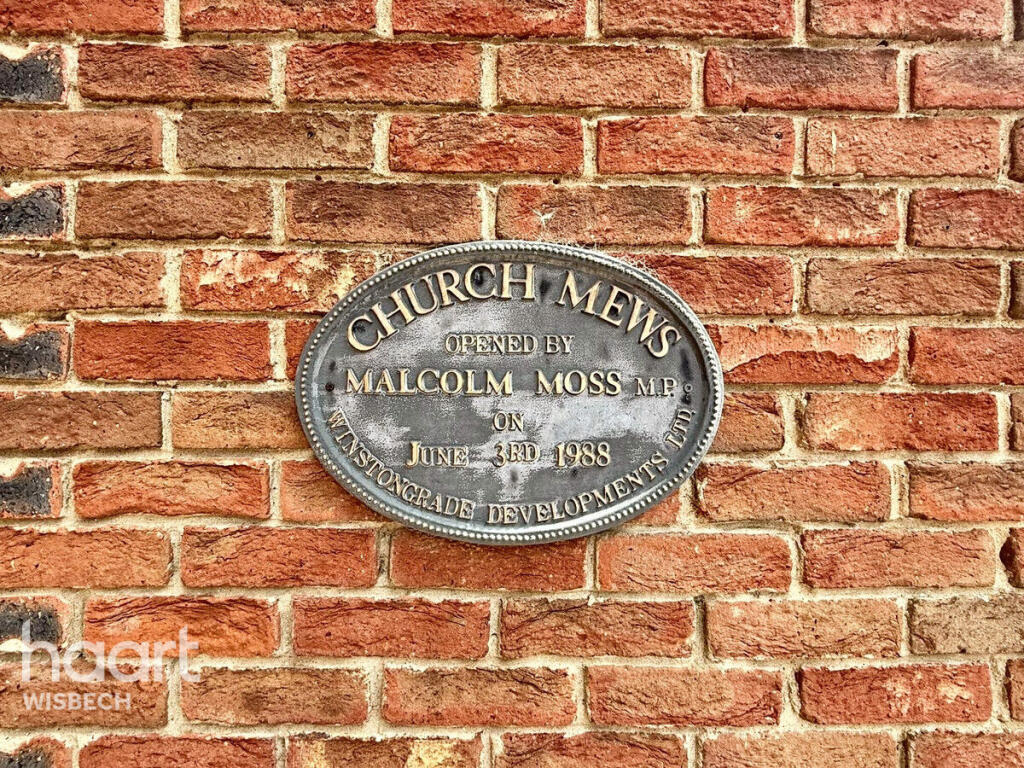 CHURCH MEWS
OPENED BY
MALCOLM MOSS M.P.
ON
JUNE 3RD 1988
WINSTONGRADE DEVELOPMENTS LTD.
haart
WISBECH